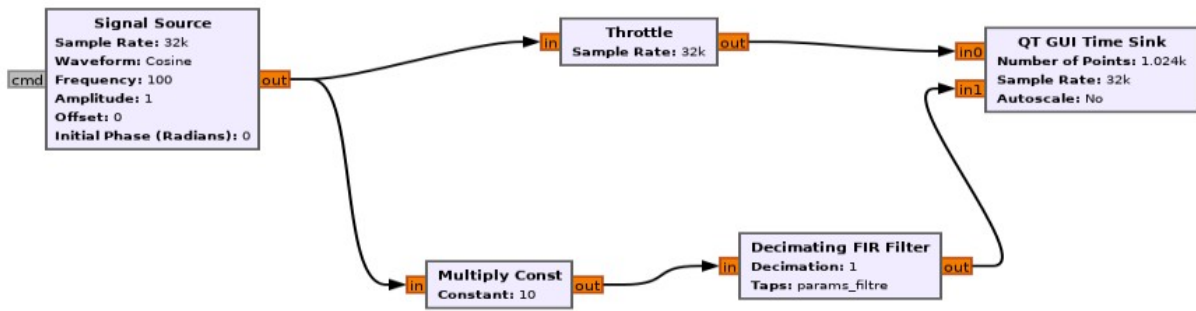 Signal Source
Sample Rate: 32k
Waveform: Cosine
Frequency: 100
Amplitude: 1
Offset: 0
Initial Phase (Radians): 0
cmd
out
in
Throttle
Sample Rate: 32k
out
in0
in1
QT GUI Time Sink
Number of Points: 1.024k
Sample Rate: 32k
Autoscale: No
in
Multiply Const
Constant: 10
out
in
Decimating FIR Filter
Decimation: 1
Taps: params_filtre
out